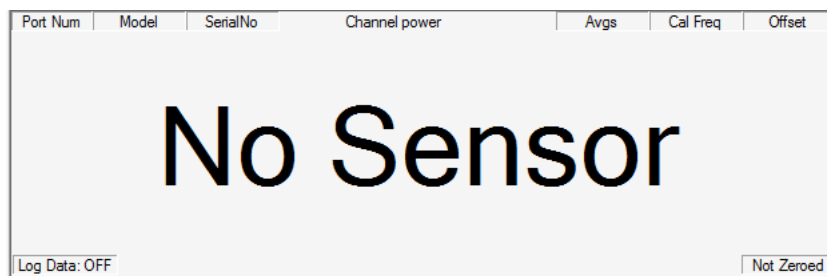 Port Num Model SerialNo Channel power Avgs Cal Freq Offset
No Sensor
Log Data: OFF Not Zeroed